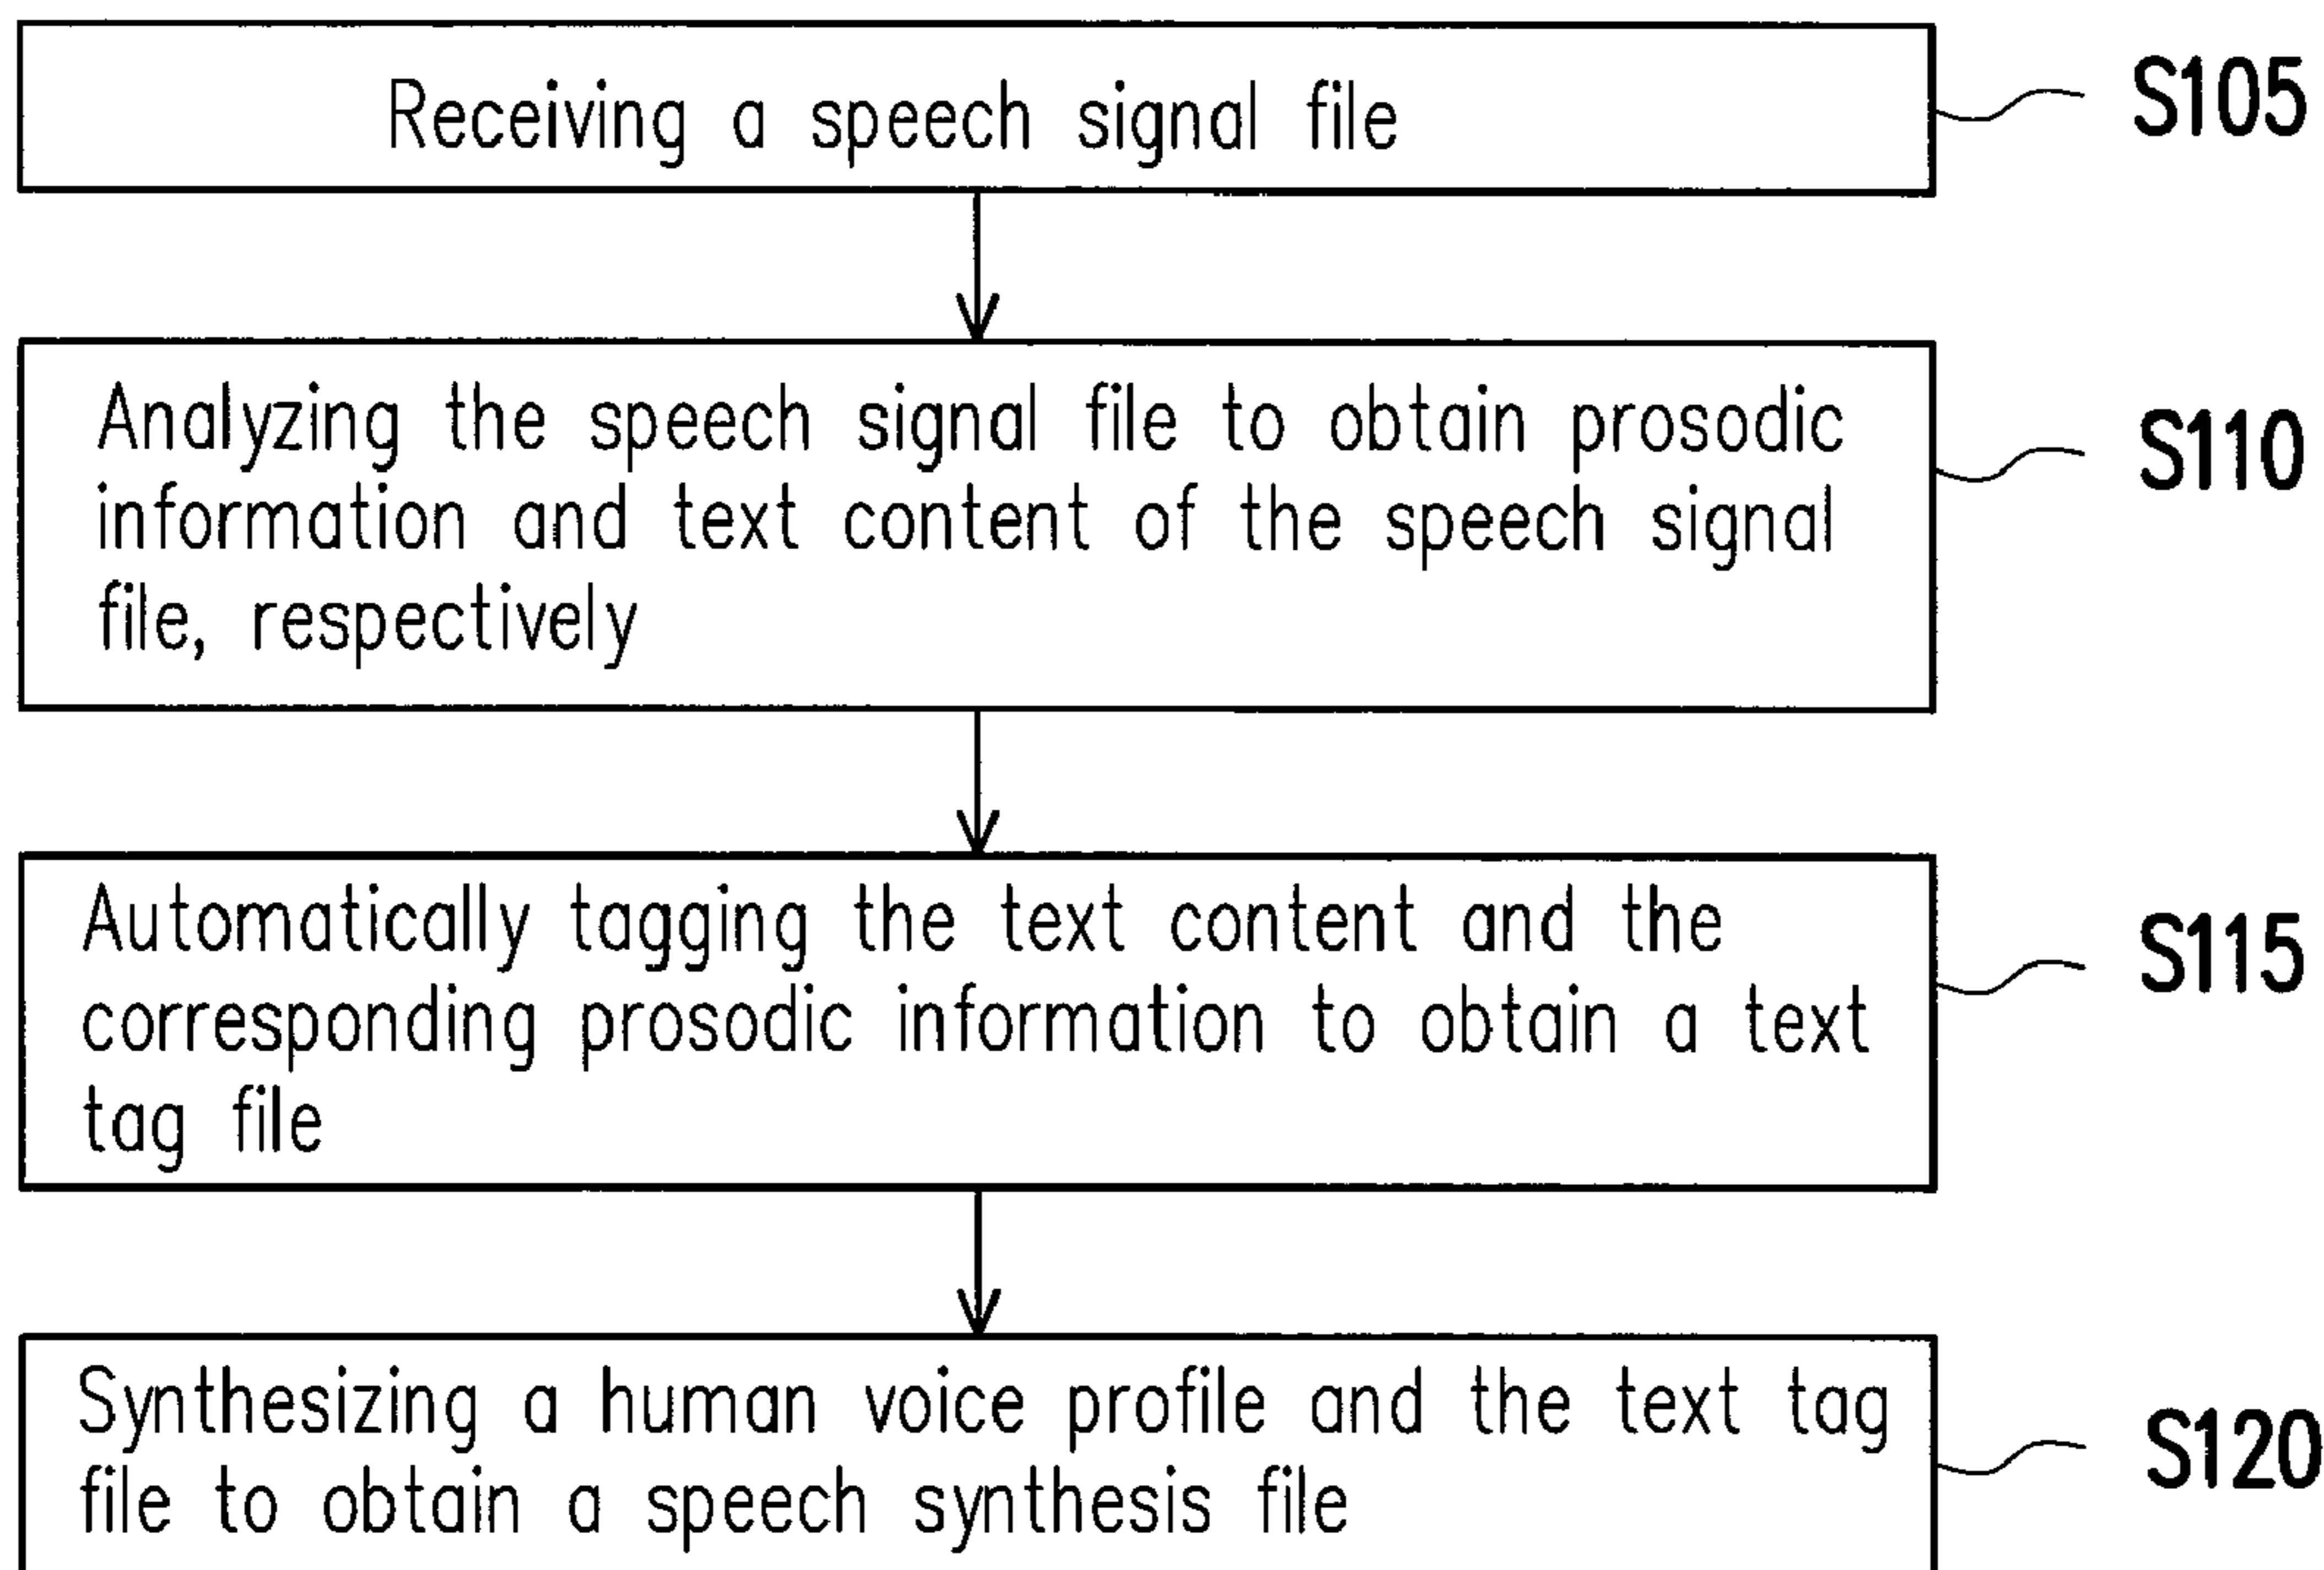 Receiving a speech signal file
S105
Analyzing the speech signal file to obtain prosodic
information and text content of the speech signal
file, respectively
S110
Automatically tagging the text content and the
corresponding prosodic information to obtain a text
tag file
S115
Synthesizing a human voice profile and the text tag
file to obtain a speech synthesis file
S120